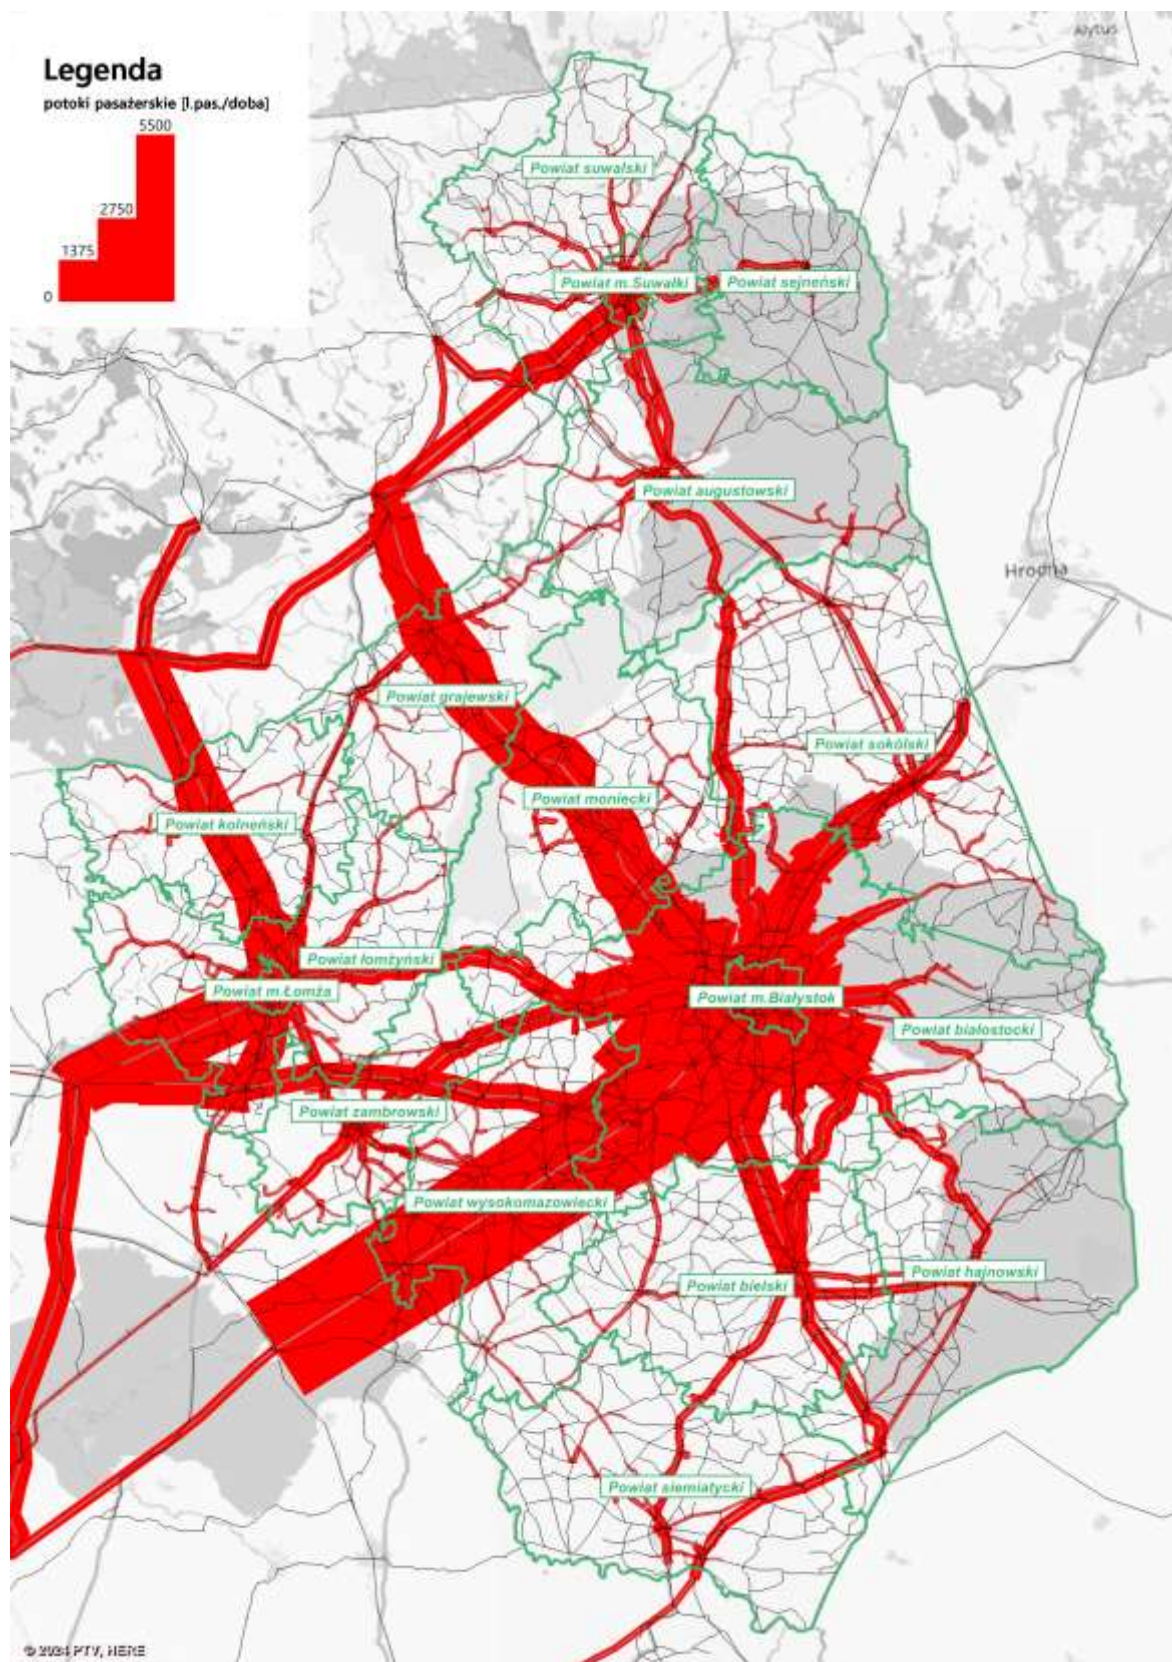 Alytus
Legenda
potoki pasażerskie [l.pas./doba]
5500
2750
1375
0
Powiat suwalski
Powiat m.Suwałki
Powiat sejneński
Powiat augustowski
Hrodna
Powiat grajewski
Powiat sokólski
Powiat moniecki
Powiat kolneński
Powiat łomżyński
Powiat m.Łomża
Powiat m.Białystok
Powiat białostocki
Powiat zambrowski
Powiat wysokomazowiecki
Powiat hajnowski
Powiat bielski
Powiat siemiatycki
© 2024 PTV, HERE